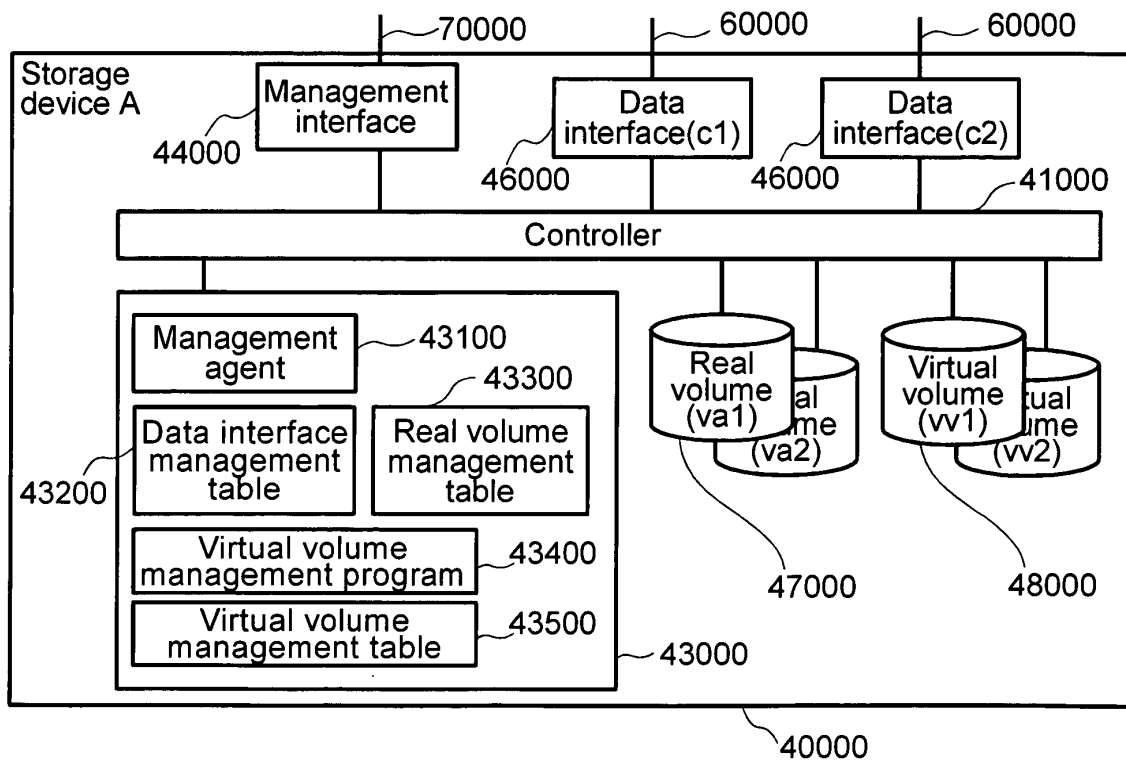 70000
60000
60000
Storage
device A
Management
interface
Data
interface(c1)
Data
interface(c2)
44000
46000
46000
41000
Controller
Management
agent
43100
43300
Data interface
management
table
Real volume
management
table
43200
Virtual volume
management program
43400
Virtual volume
management table
43500
43000
Real
volume
(va1)
(va2)
Virtual
volume
(vv1)
(vv2)
47000
48000
40000